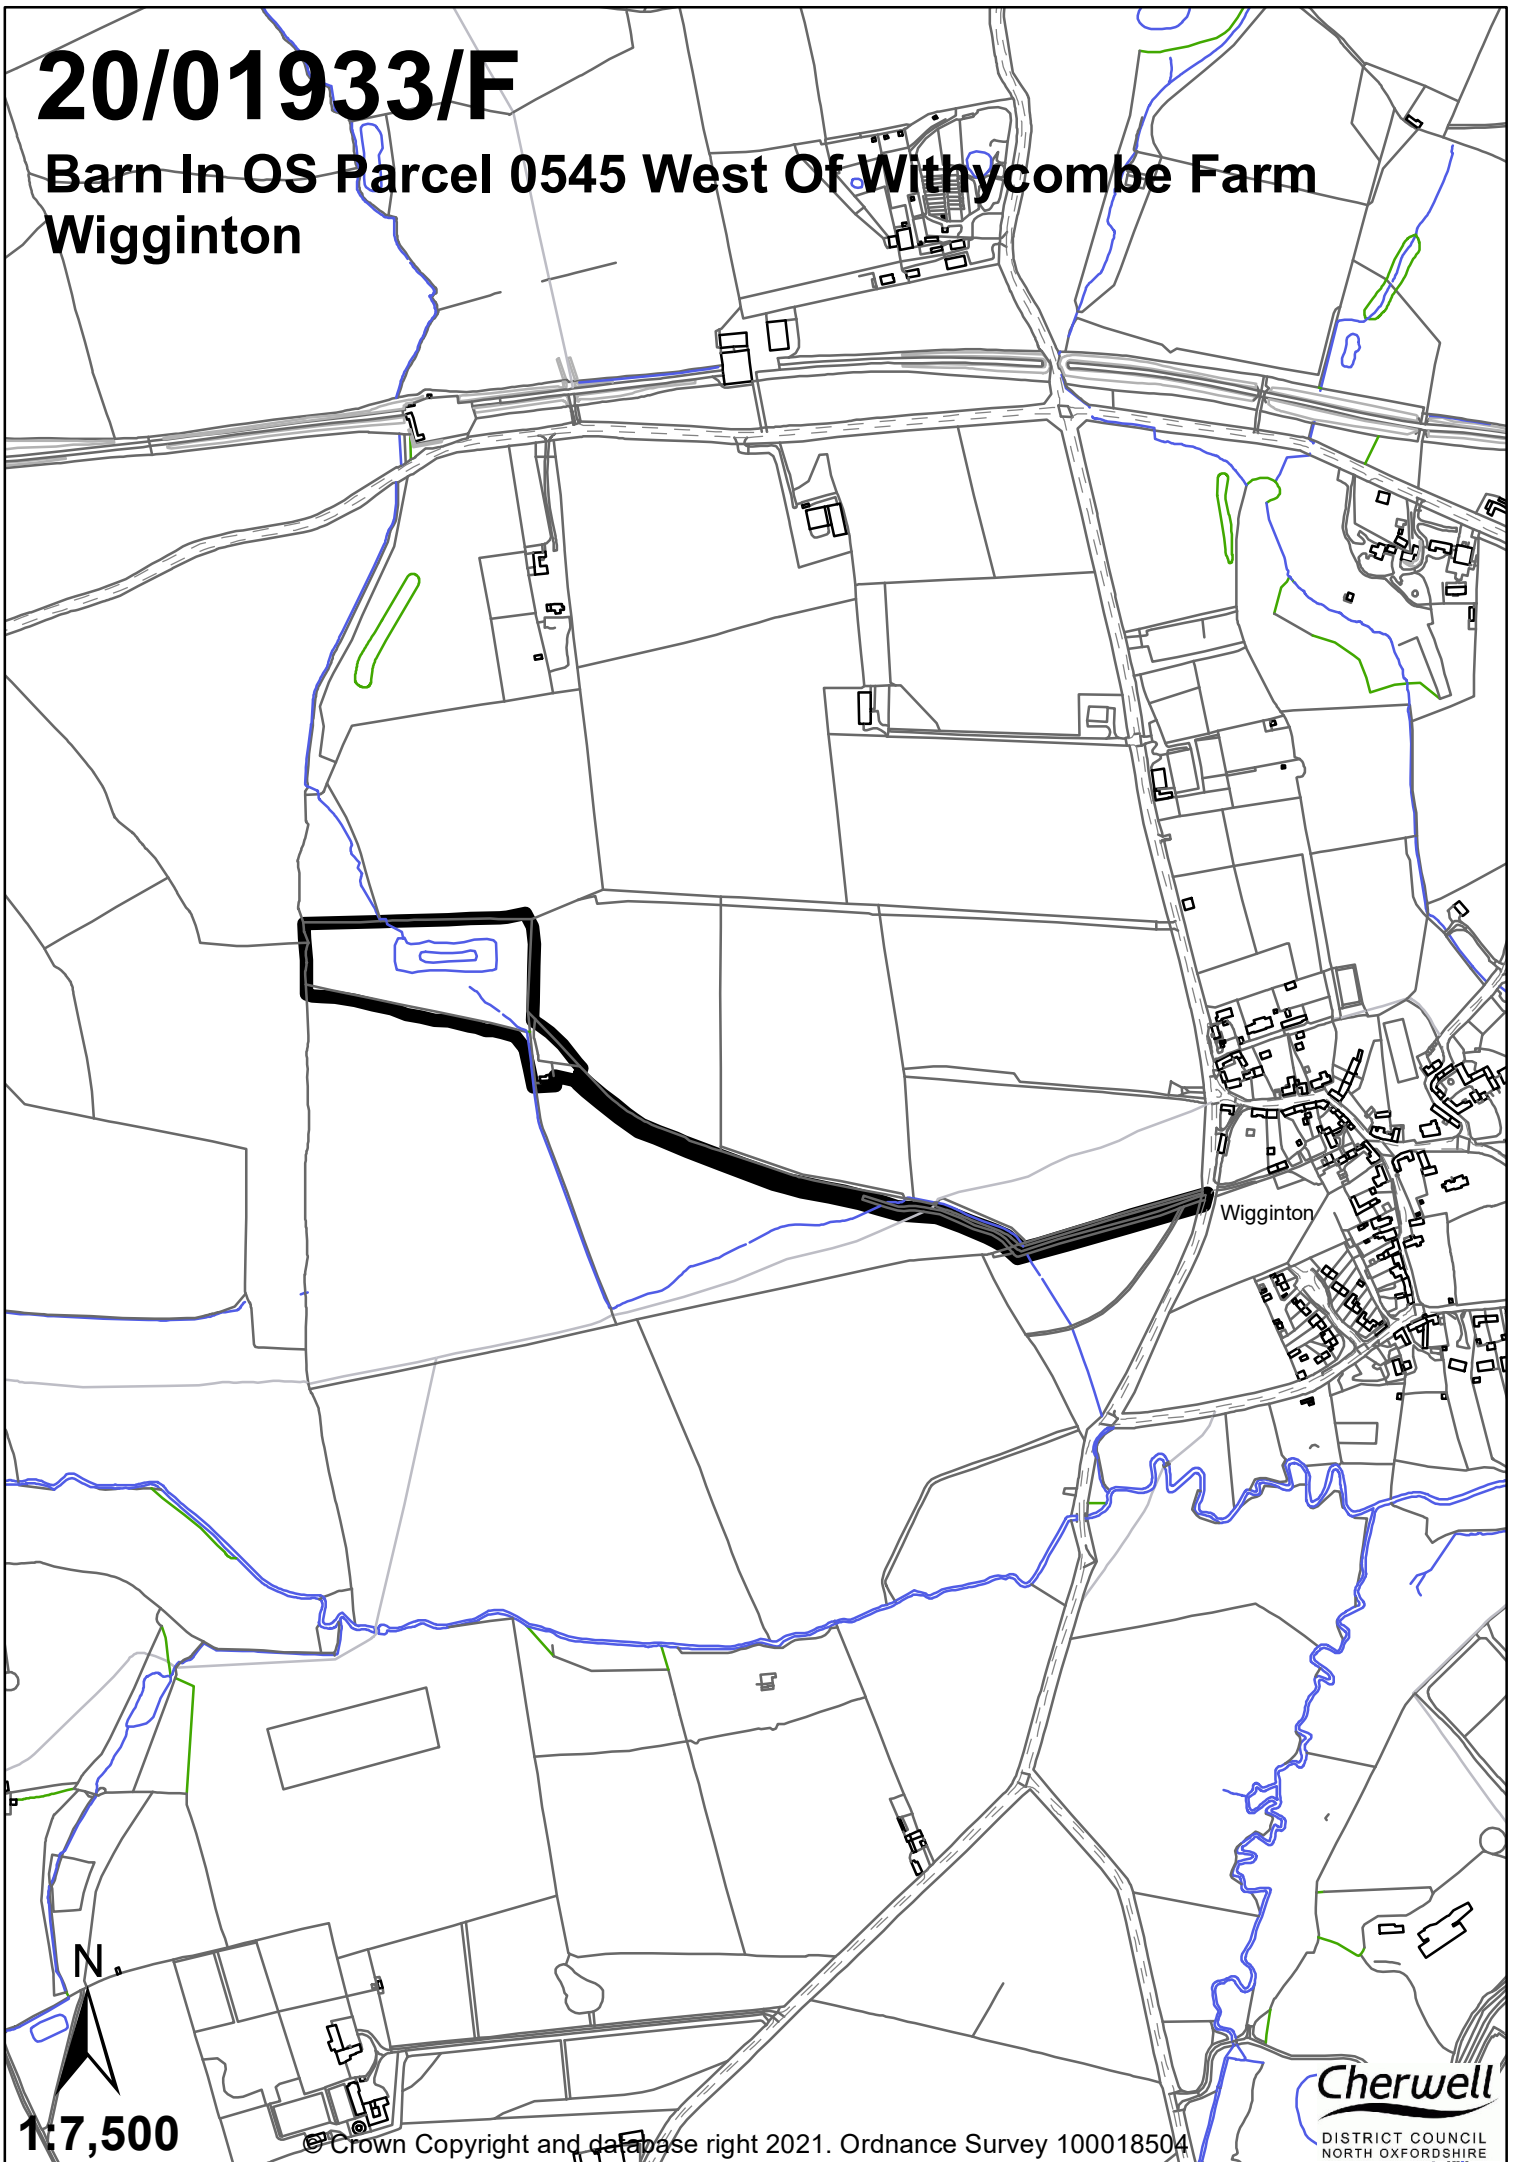 20/01933/F
Barn In OS Parcel 0545 West Of Withycombe Farm
Wigginton
Wigginton
N
1:7,500
© Crown Copyright and database right 2021. Ordnance Survey 100018504
Cherwell
DISTRICT COUNCIL
NORTH OXFORDSHIRE